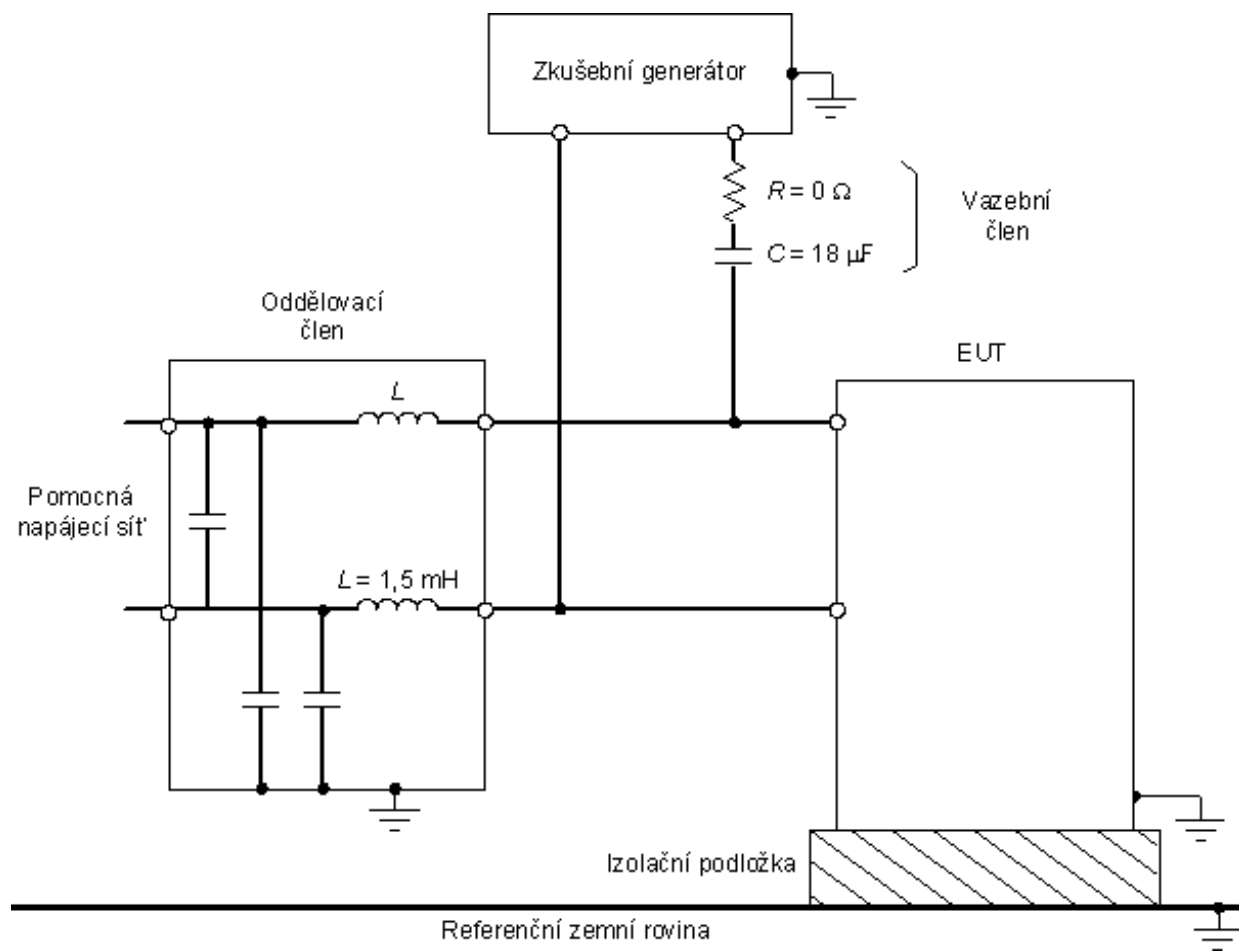 Zkušební generátor
R = 0 Ω
C = 18 µF
Vazební
člen
Oddělovací
člen
EUT
L
Pomocná
napájecí síť
L = 1,5 mH
Izolační podložka
Referenční zemní rovina